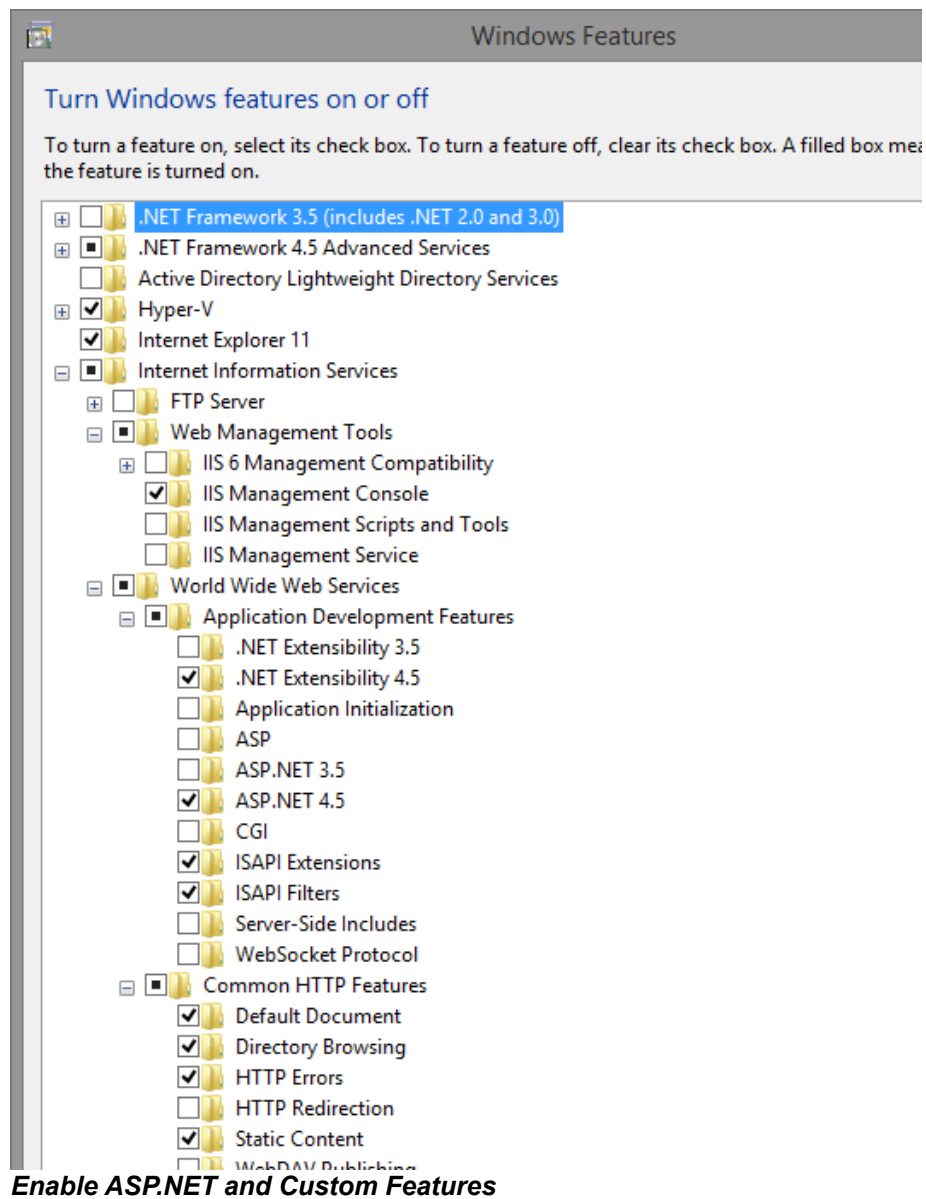 Windows Features
Turn Windows features on or off
To turn a feature on, select its check box. To turn a feature off, clear its check box. A filled box mea
the feature is turned on.
.NET Framework 3.5 (includes .NET 2.0 and 3.0)
.NET Framework 4.5 Advanced Services
Active Directory Lightweight Directory Services
Hyper-V
Internet Explorer 11
Internet Information Services
FTP Server
Web Management Tools
IIS 6 Management Compatibility
IIS Management Console
IIS Management Scripts and Tools
IIS Management Service
World Wide Web Services
Application Development Features
.NET Extensibility 3.5
.NET Extensibility 4.5
Application Initialization
ASP
ASP.NET 3.5
ASP.NET 4.5
CGI
ISAPI Extensions
ISAPI Filters
Server-Side Includes
WebSocket Protocol
Common HTTP Features
Default Document
Directory Browsing
HTTP Errors
HTTP Redirection
Static Content
WebDAV Publishing
Enable ASP.NET and Custom Features